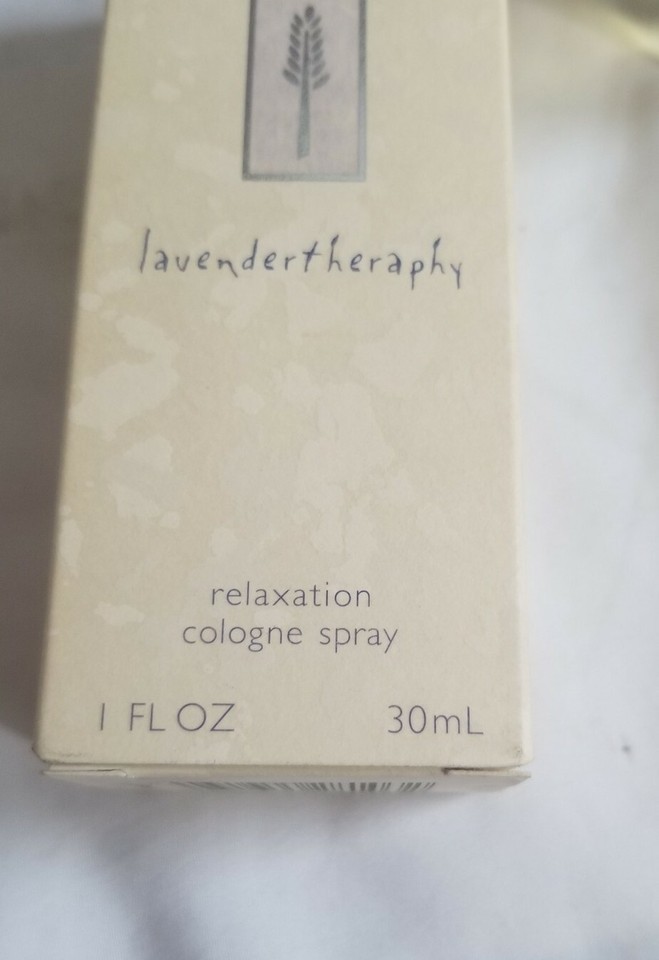 lavendertheraphy
relaxation
cologne spray
1 FL OZ 30mL